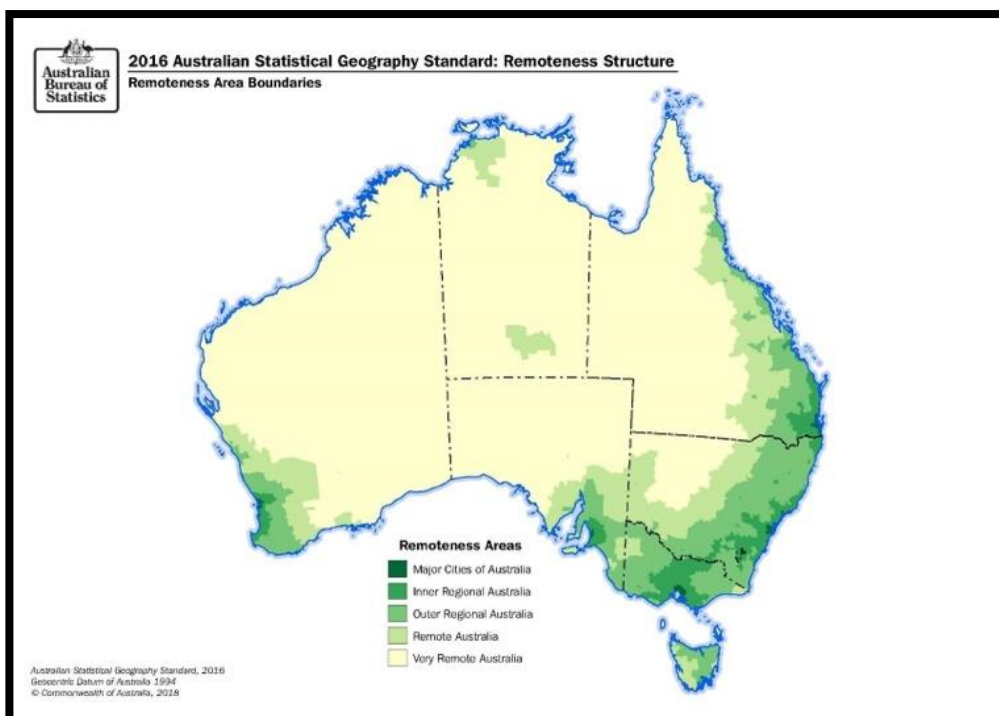 Australian
Bureau of
Statistics
2016 Australian Statistical Geography Standard: Remoteness Structure
Remoteness Area Boundaries
Remoteness Areas
Major Cities of Australia
Inner Regional Australia
Outer Regional Australia
Remote Australia
Very Remote Australia
Australian Statistical Geography Standard, 2016
Geocentric Datum of Australia 1994
© Commonwealth of Australia, 2018